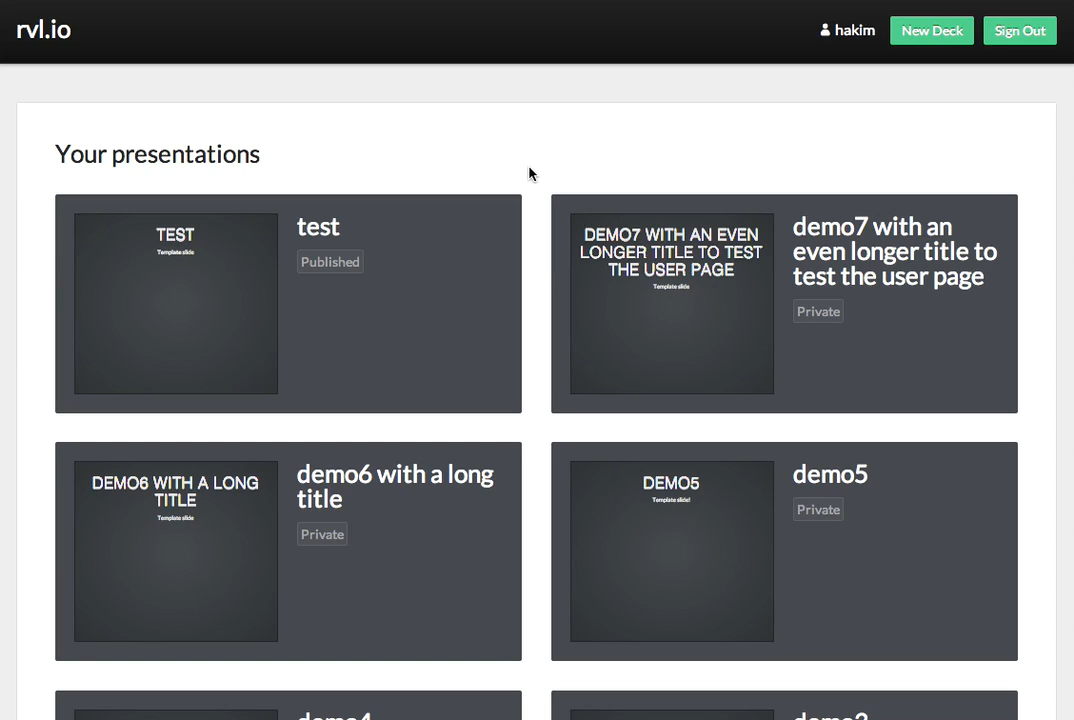 rvl.io
hakim
New Deck
Sign Out
Your presentations
TEST
Template slide
test
Published
DEMO7 WITH AN EVEN
LONGER TITLE TO TEST
THE USER PAGE
Template slide
demo7 with an
even longer title to
test the user page
Private
DEMO6 WITH A LONG
TITLE
Template slide
demo6 with a long
title
Private
DEMO5
Template slide!
demo5
Private
demo4